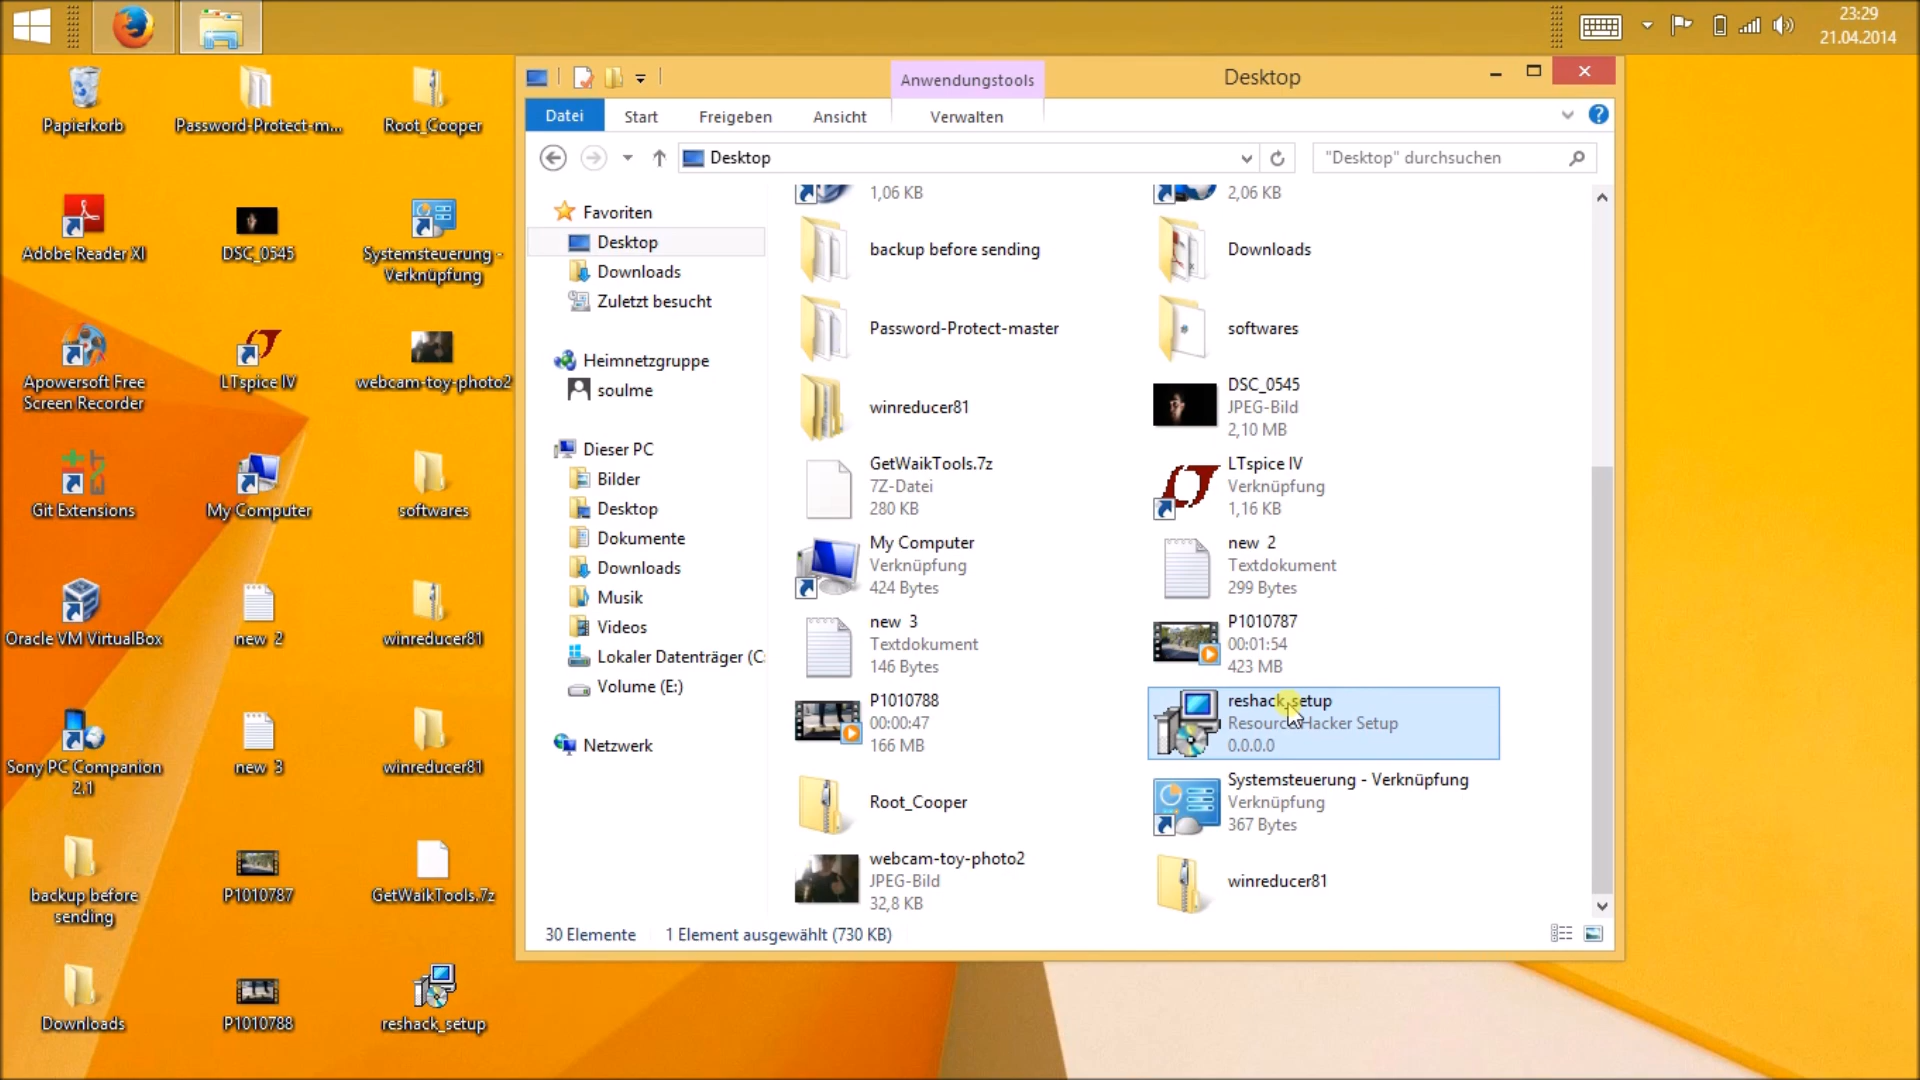 23:29
21.04.2014
Papierkorb
Password-Protect-m...
Root_Cooper
Adobe Reader XI
DSC_0545
Systemsteuerung -
Verknüpfung
Apowersoft Free
Screen Recorder
LTspice IV
webcam-toy-photo2
Git Extensions
My Computer
softwares
Oracle VM VirtualBox
new 2
winreducer81
Sony PC Companion
2.1
new 3
winreducer81
backup before
sending
P1010787
GetWaikTools.7z
Downloads
P1010788
reshack_setup
Anwendungstools
Desktop
Datei
Start
Freigeben
Ansicht
Verwalten
Desktop
"Desktop" durchsuchen
Favoriten
Desktop
Downloads
Zuletzt besucht
Heimnetzgruppe
soulme
Dieser PC
Bilder
Desktop
Dokumente
Downloads
Musik
Videos
Lokaler Datenträger (C:
Volume (E:)
Netzwerk
1,06 KB
2,06 KB
backup before sending
Downloads
Password-Protect-master
softwares
winreducer81
DSC_0545
JPEG-Bild
2,10 MB
GetWaikTools.7z
7Z-Datei
280 KB
LTspice IV
Verknüpfung
1,16 KB
My Computer
Verknüpfung
424 Bytes
new 2
Textdokument
299 Bytes
new 3
Textdokument
146 Bytes
P1010787
00:01:54
423 MB
P1010788
00:00:47
166 MB
reshack_setup
Resource Hacker Setup
0.0.0.0
Root_Cooper
Systemsteuerung - Verknüpfung
Verknüpfung
367 Bytes
webcam-toy-photo2
JPEG-Bild
32,8 KB
winreducer81
30 Elemente
1 Element ausgewählt (730 KB)